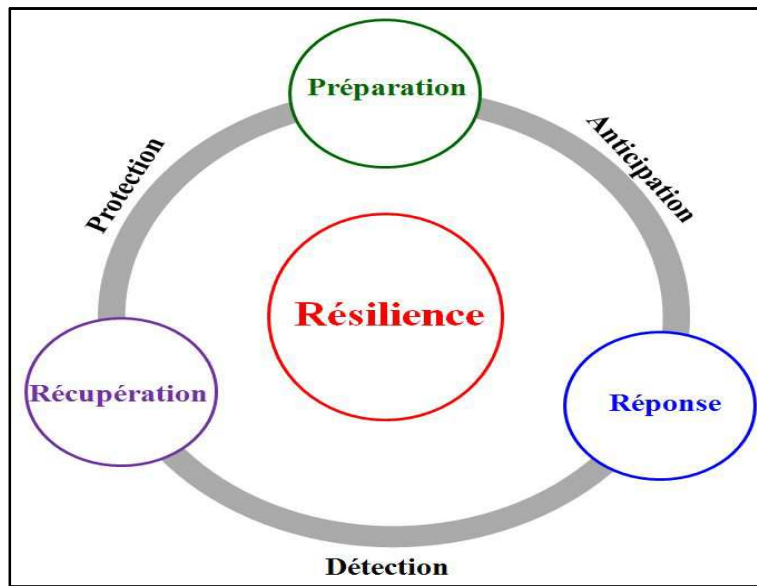 Préparation
Anticipation
Protection
Résilience
Récupération
Réponse
Détection